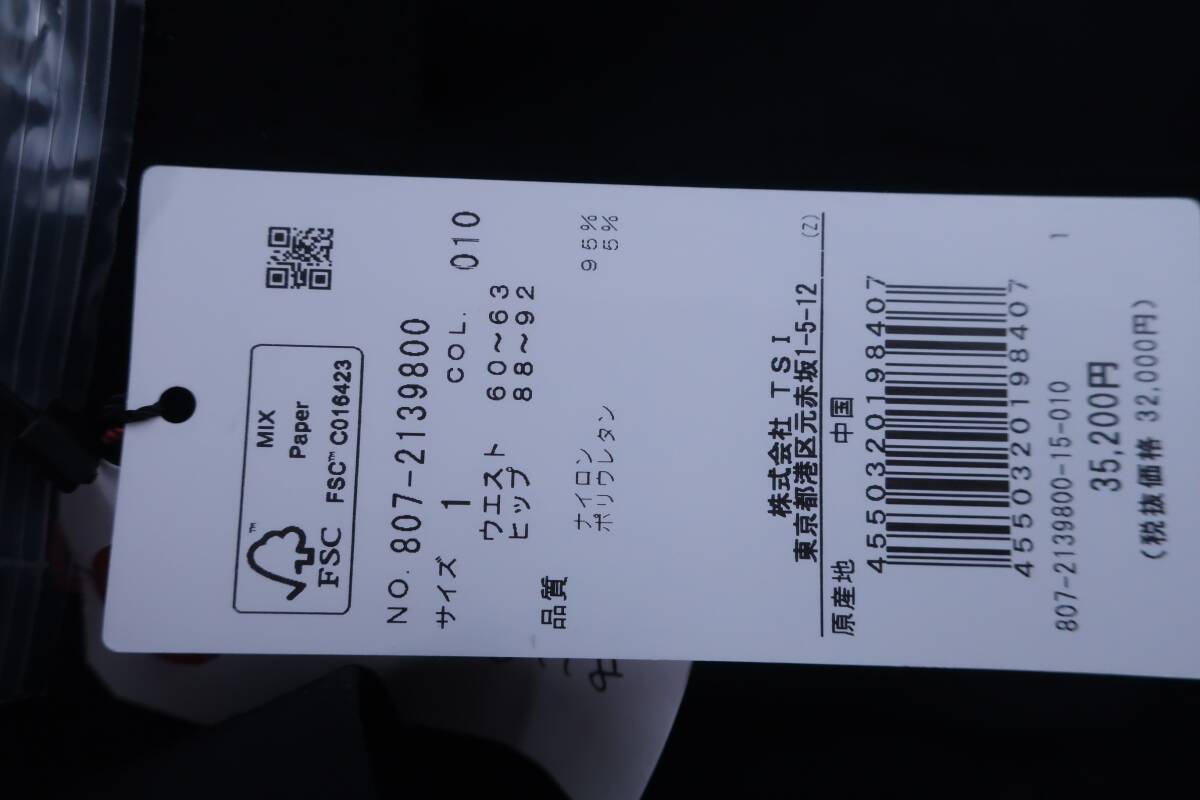 MIX
Paper
FSC™ C016423
™
FSC
NO. 807-2139800
サイズ 1 COL. 010
ウエスト 60～63
ヒップ 88～92
品質
ナイロン 95%
ポリウレタン 5%
株式会社 TSI
東京都港区元赤坂1-5-12 (Z)
原産地 中国
4550320198407
4550320198407
807-2139800-15-010 1
35,200円
(税抜価格 32,000円)